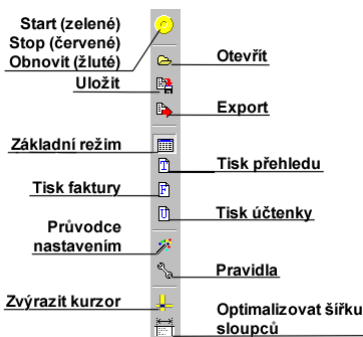 Start (zelené)
Stop (červené)
Obnovit (žluté)
Otevřít
Uložit
Export
Základní režim
Tisk přehledu
Tisk faktury
Tisk účtenky
Průvodce
nastavením
Pravidla
Zvýrazit kurzor
Optimalizovat šířku
sloupců
T
F
U